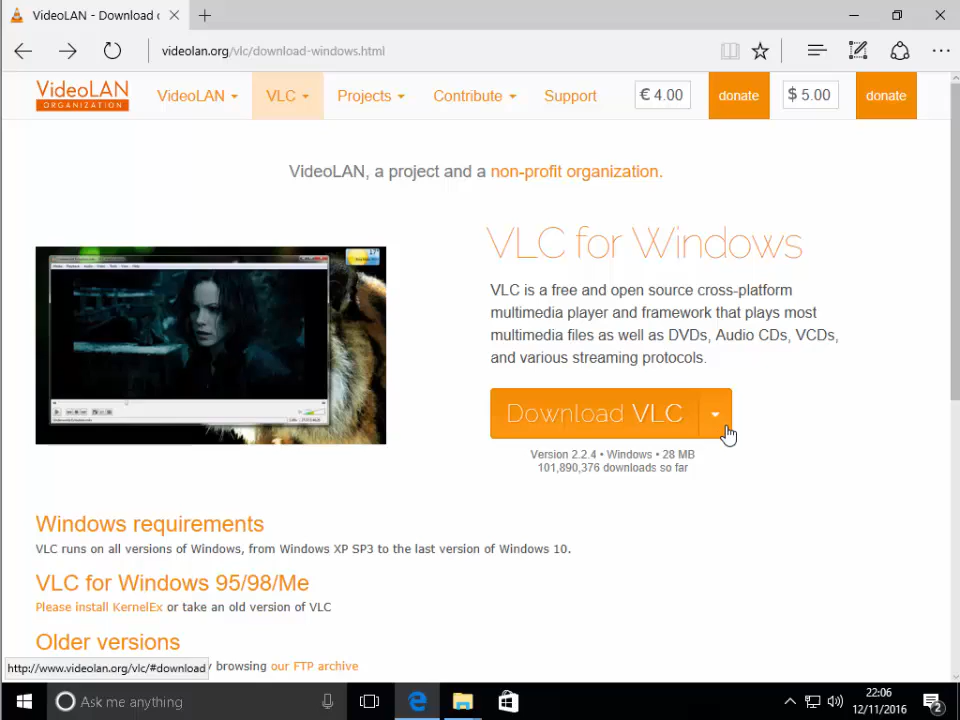 VideoLAN - Download o
videolan.org/vlc/download-windows.html
VideoLAN
ORGANIZATION
VideoLAN
VLC
Projects
Contribute
Support
€ 4.00
donate
$ 5.00
donate
VideoLAN, a project and a non-profit organization.
VLC for Windows
VLC is a free and open source cross-platform
multimedia player and framework that plays most
multimedia files as well as DVDs, Audio CDs, VCDs,
and various streaming protocols.
Download VLC
Version 2.2.4 • Windows • 28 MB
101,890,376 downloads so far
Windows requirements
VLC runs on all versions of Windows, from Windows XP SP3 to the last version of Windows 10.
VLC for Windows 95/98/Me
Please install KernelEx or take an old version of VLC
Older versions
y browsing our FTP archive
http://www.videolan.org/vlc/#download
Ask me anything
22:06
12/11/2016
2